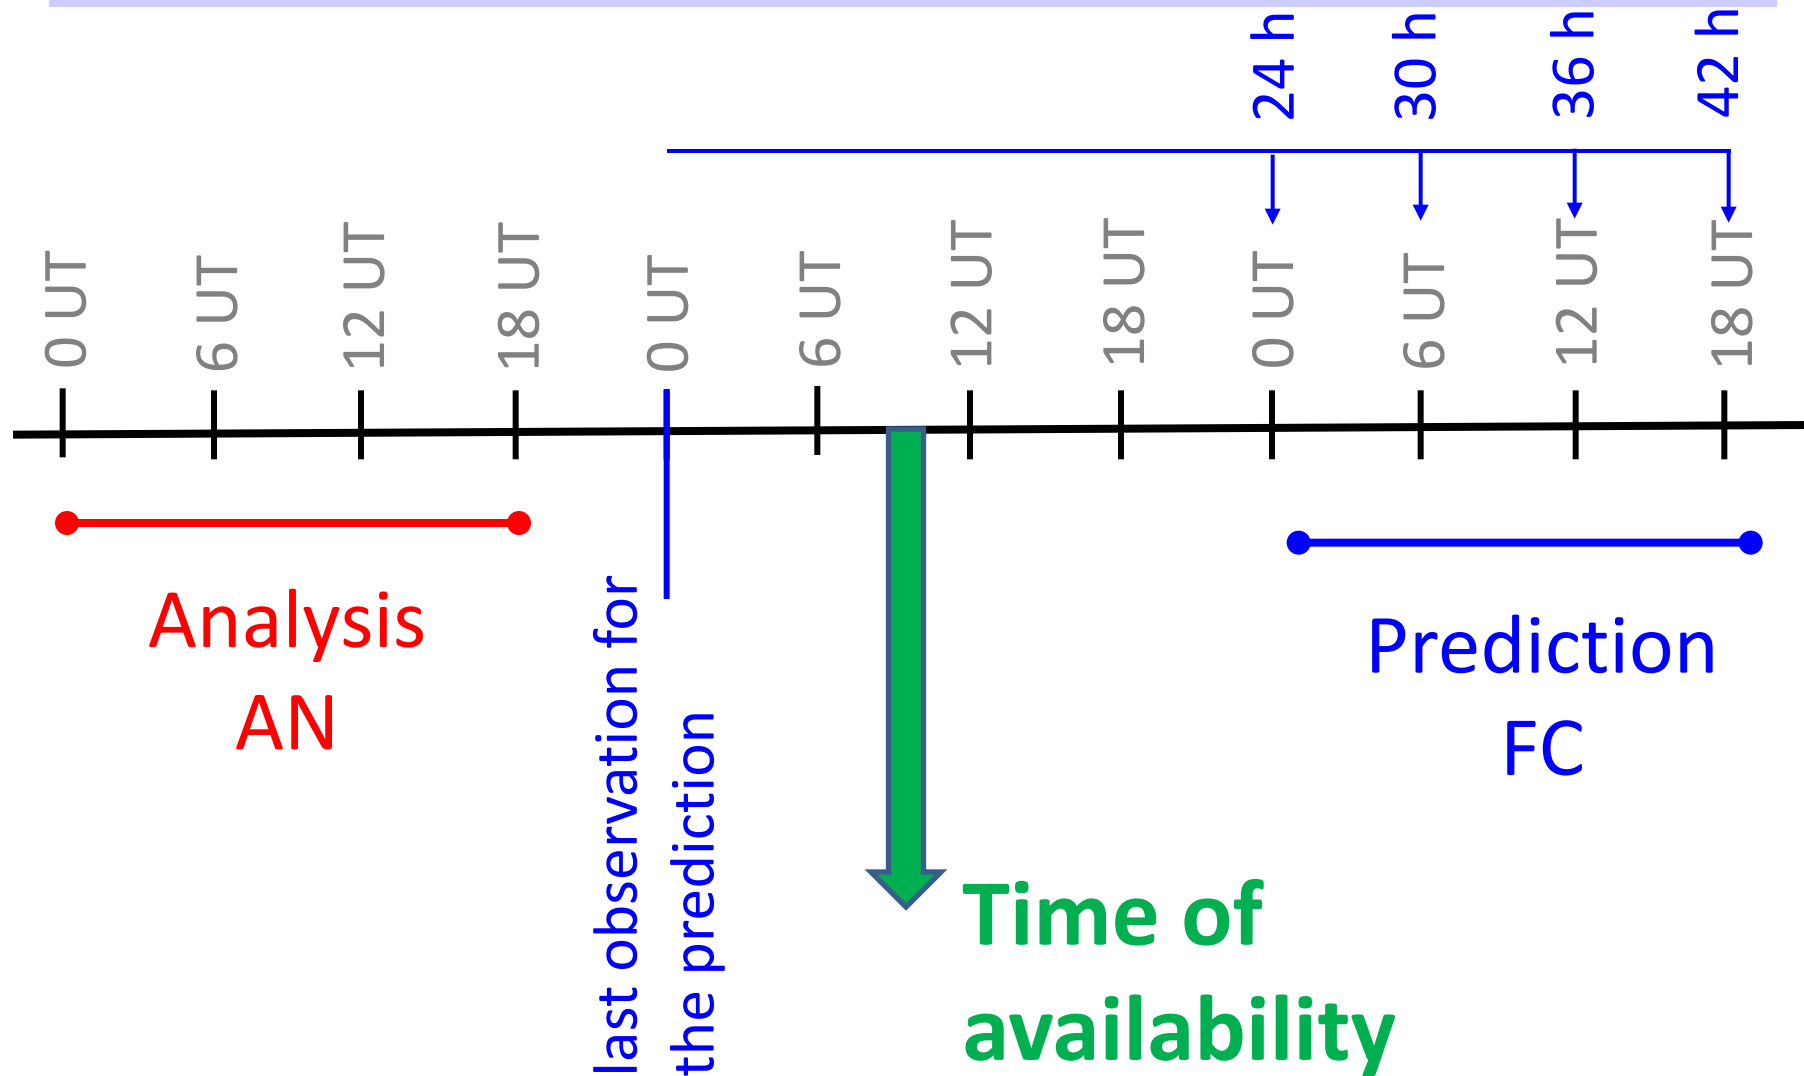 24 h
30 h
36 h
42 h
0 UT
6 UT
12 UT
18 UT
0 UT
6 UT
12 UT
18 UT
0 UT
6 UT
12 UT
18 UT
Analysis
AN
last observation for
the prediction
Prediction
FC
Time of
availability